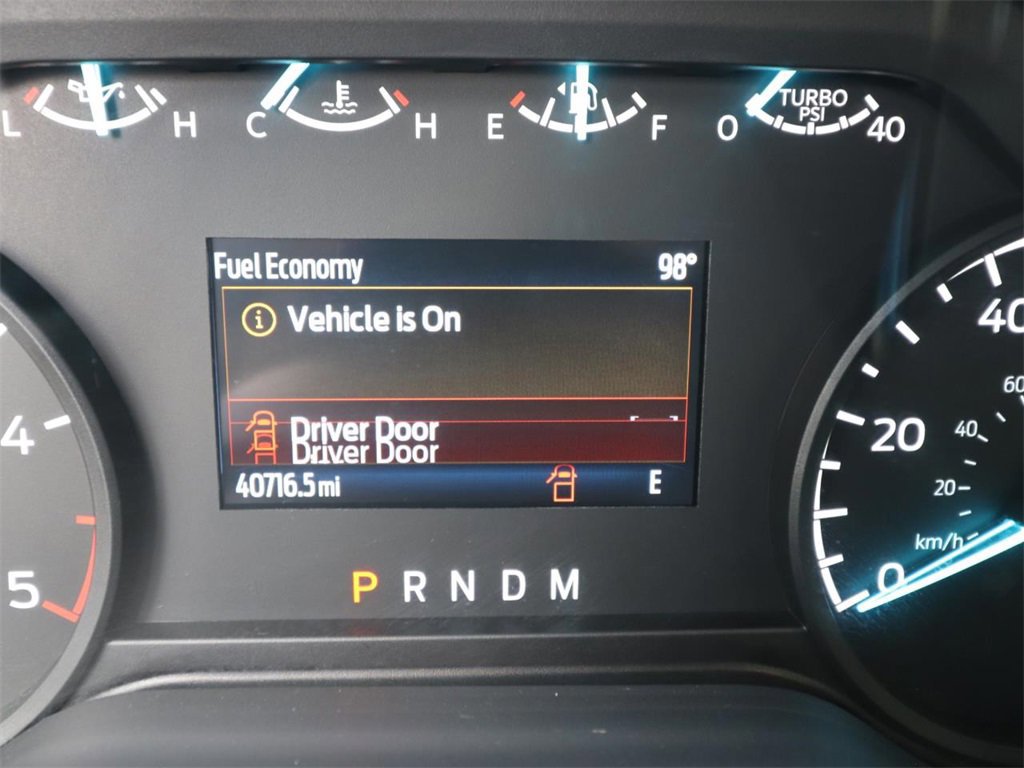 L H C H E F 0 TURBO PSI 40
Fuel Economy 98°
Vehicle is On
Driver Door
Driver Door
40716.5 mi E
P R N D M
4
5
40
20
0
60
40
20
km/h